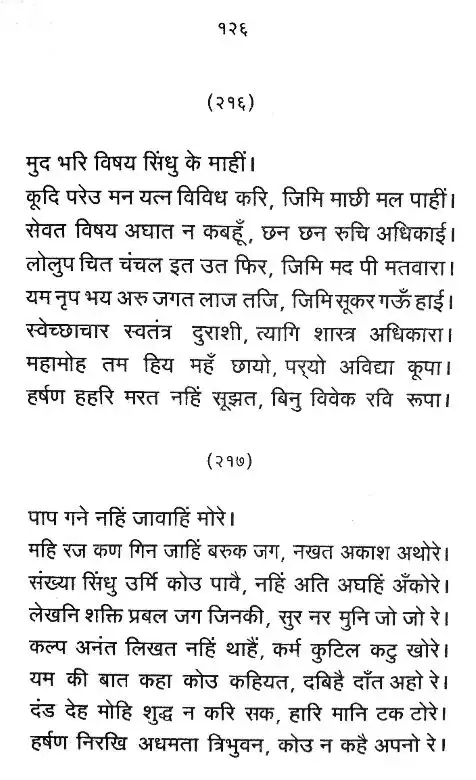 १२६
(२१६)
मुद भरि विषय सिंधु के माहीं।
कूदि परेउ मन यत्न विविध करि, जिमि माछी मल पाहीं।
सेवत विषय अघात न कबहूँ, छन छन रुचि अधिकाई।
लोलुप चित चंचल इत उत फिर, जिमि मद पी मतवारा।
यम नृप भय अरु जगत लाज तजि, जिमि सूकर गऊँ हाई।
स्वेच्छाचार स्वतंत्र दुराशी, त्यागि शास्त्र अधिकारा।
महामोह तम हिय महँ छायो, पर्‌यो अविद्या कूपा।
हर्षण हहरि मरत नहिं सूझत, बिनु विवेक रवि रूपा।
(२१७)
पाप गने नहिं जावाहिं मोरे।
महि रज कण गिन जाहिं बरुक जग, नखत अकाश अथोरे।
संख्या सिंधु उर्मि कोउ पावै, नहिं अति अघहिं अँकोरे।
लेखनि शक्ति प्रबल जग जिनकी, सुर नर मुनि जो जो रे।
कल्प अनंत लिखत नहिं थाहैं, कर्म कुटिल कटु खोरे।
यम की बात कहा कोउ कहियत, दबिहै दाँत अहो रे।
दंड देह मोहि शुद्ध न करि सक, हारि मानि टक टोरे।
हर्षण निरखि अधमता त्रिभुवन, कोउ न कहै अपनो रे।